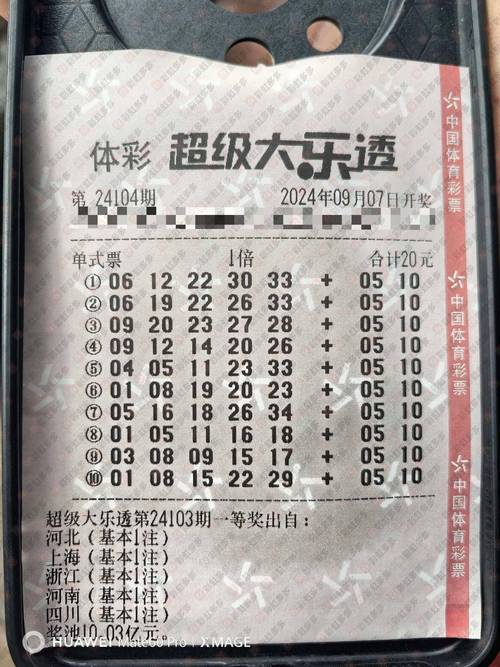 体彩 超级大乐透
第 24104期 2024年09月07日开奖
单式票 1倍 合计20元
① 06 12 22 30 33 + 05 10
② 06 19 22 26 33 + 05 10
③ 09 20 23 27 28 + 05 10
④ 09 12 14 20 26 + 05 10
⑤ 04 05 11 23 33 + 05 10
⑥ 01 08 19 20 23 + 05 10
⑦ 05 16 18 26 34 + 05 10
⑧ 01 05 11 16 18 + 05 10
⑨ 03 08 09 15 17 + 05 10
⑩ 01 08 15 22 29 + 05 10
超级大乐透第24103期一等奖出自:
河北(基本1注)
上海(基本1注)
浙江(基本1注)
河南(基本1注)
四川(基本1注)
奖池10.03亿元。
中国体育彩票
中国体育彩票
中国体育彩票
HUAWEI Mate60 Pro | XMAGE